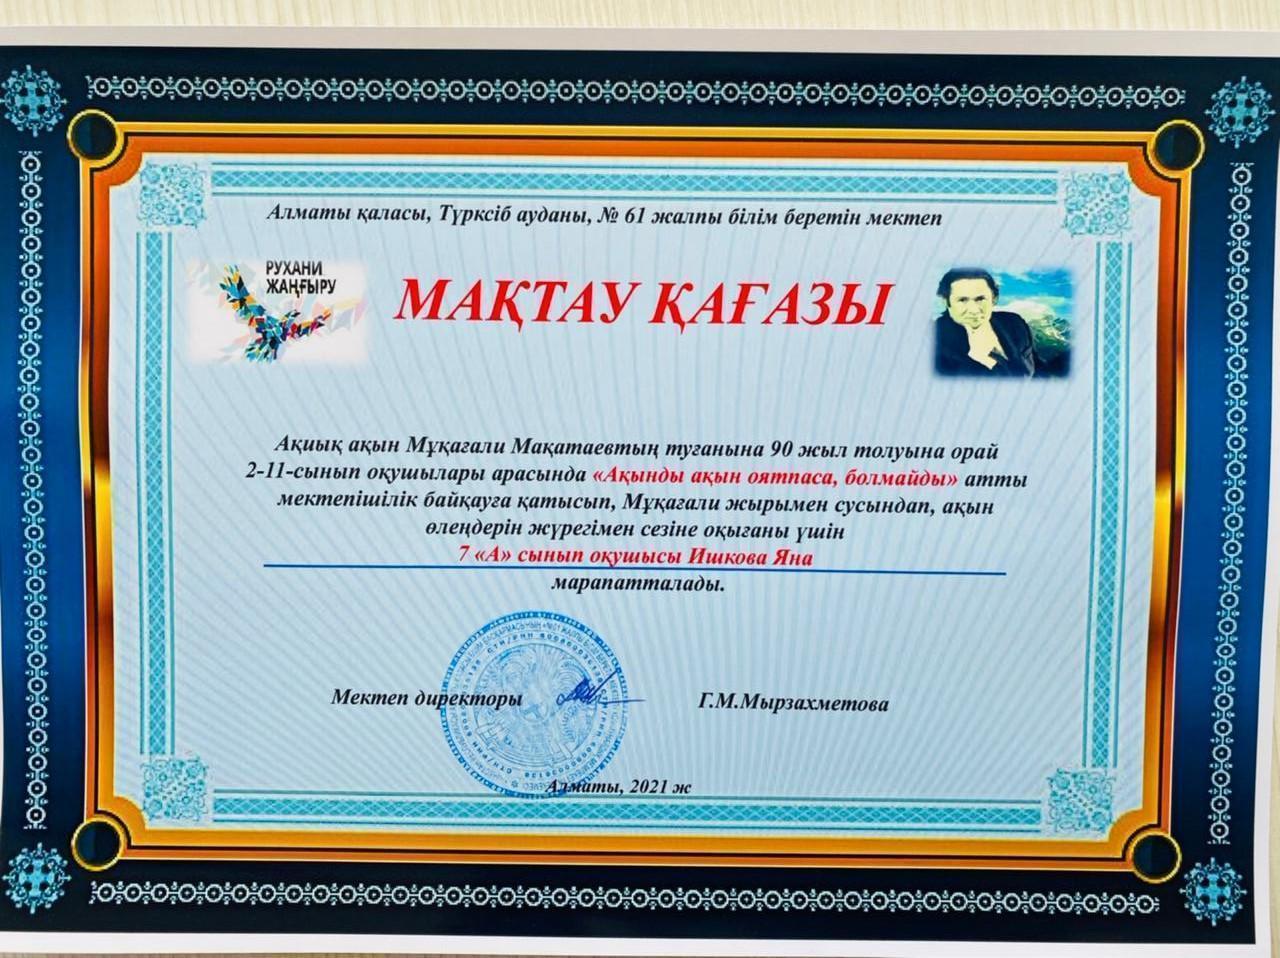 Алматы қаласы, Түрксіб ауданы, № 61 жалпы білім беретін мектеп
РУХАНИ
ЖАҢҒЫРУ
МАҚТАУ ҚАҒАЗЫ
Ақиық ақын Мұқағали Мақатаевтың туғанына 90 жыл толуына орай
2-11-сынып оқушылары арасында «Ақынды ақын оятпаса, болмайды» атты
мектепішілік байқауға қатысып, Мұқағали жырымен сусындап, ақын
өлеңдерін жүрегімен сезіне оқығаны үшін
7 «А» сынып оқушысы Ишкова Яна
марапатталады.
Мектеп директоры Г.М.Мырзахметова
Алматы, 2021 ж